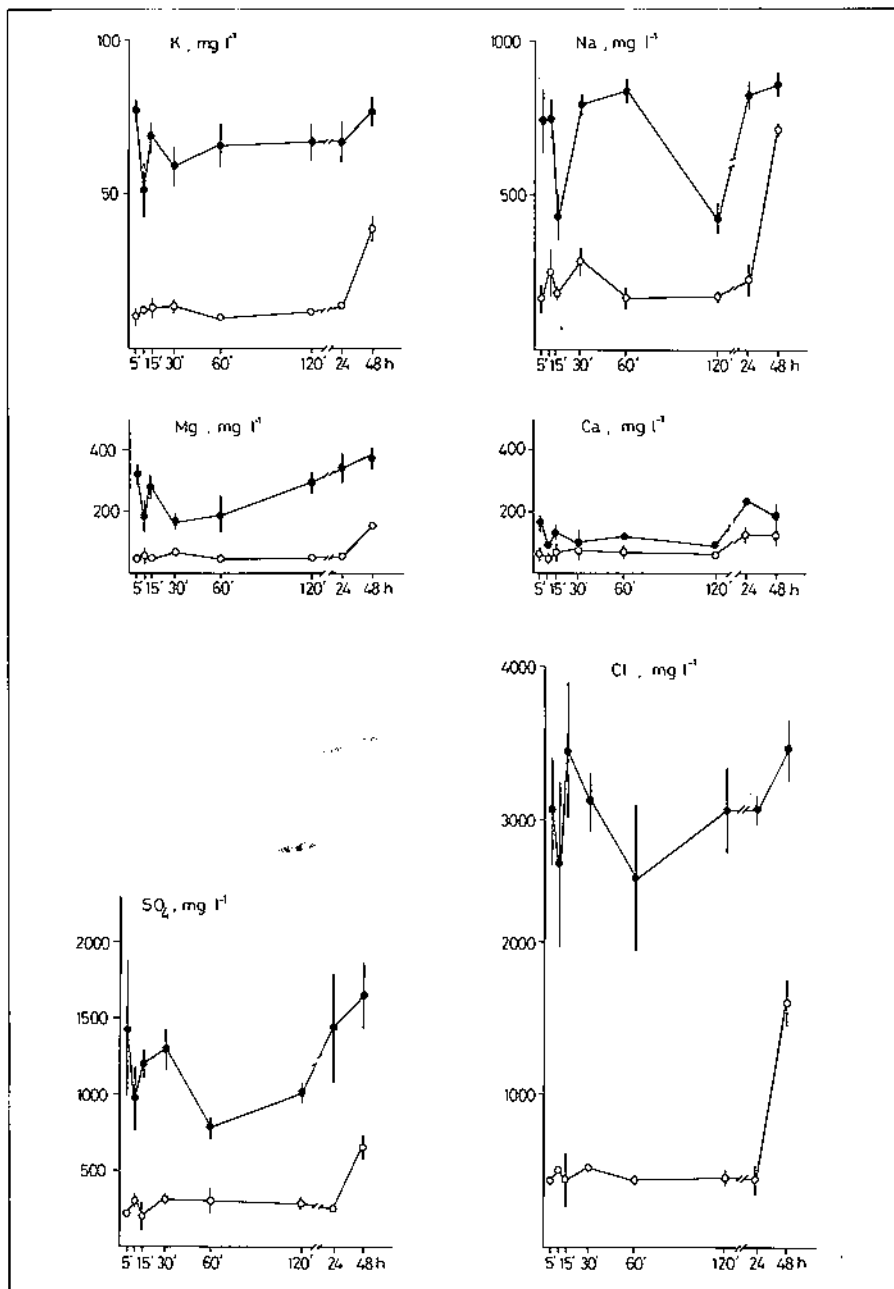 K, mg l⁻¹
100
50
5' 15' 30' 60' 120' 24 48 h
Na, mg l⁻¹
1000
500
5' 15' 30' 60' 120' 24 48 h
Mg, mg l⁻¹
400
200
5' 15' 30' 60' 120' 24 48 h
Ca, mg l⁻¹
400
200
5' 15' 30' 60' 120' 24 48 h
SO₄, mg l⁻¹
2000
1500
1000
500
5' 15' 30' 60' 120' 24 48 h
Cl, mg l⁻¹
4000
3000
2000
1000
5' 15' 30' 60' 120' 24 48 h